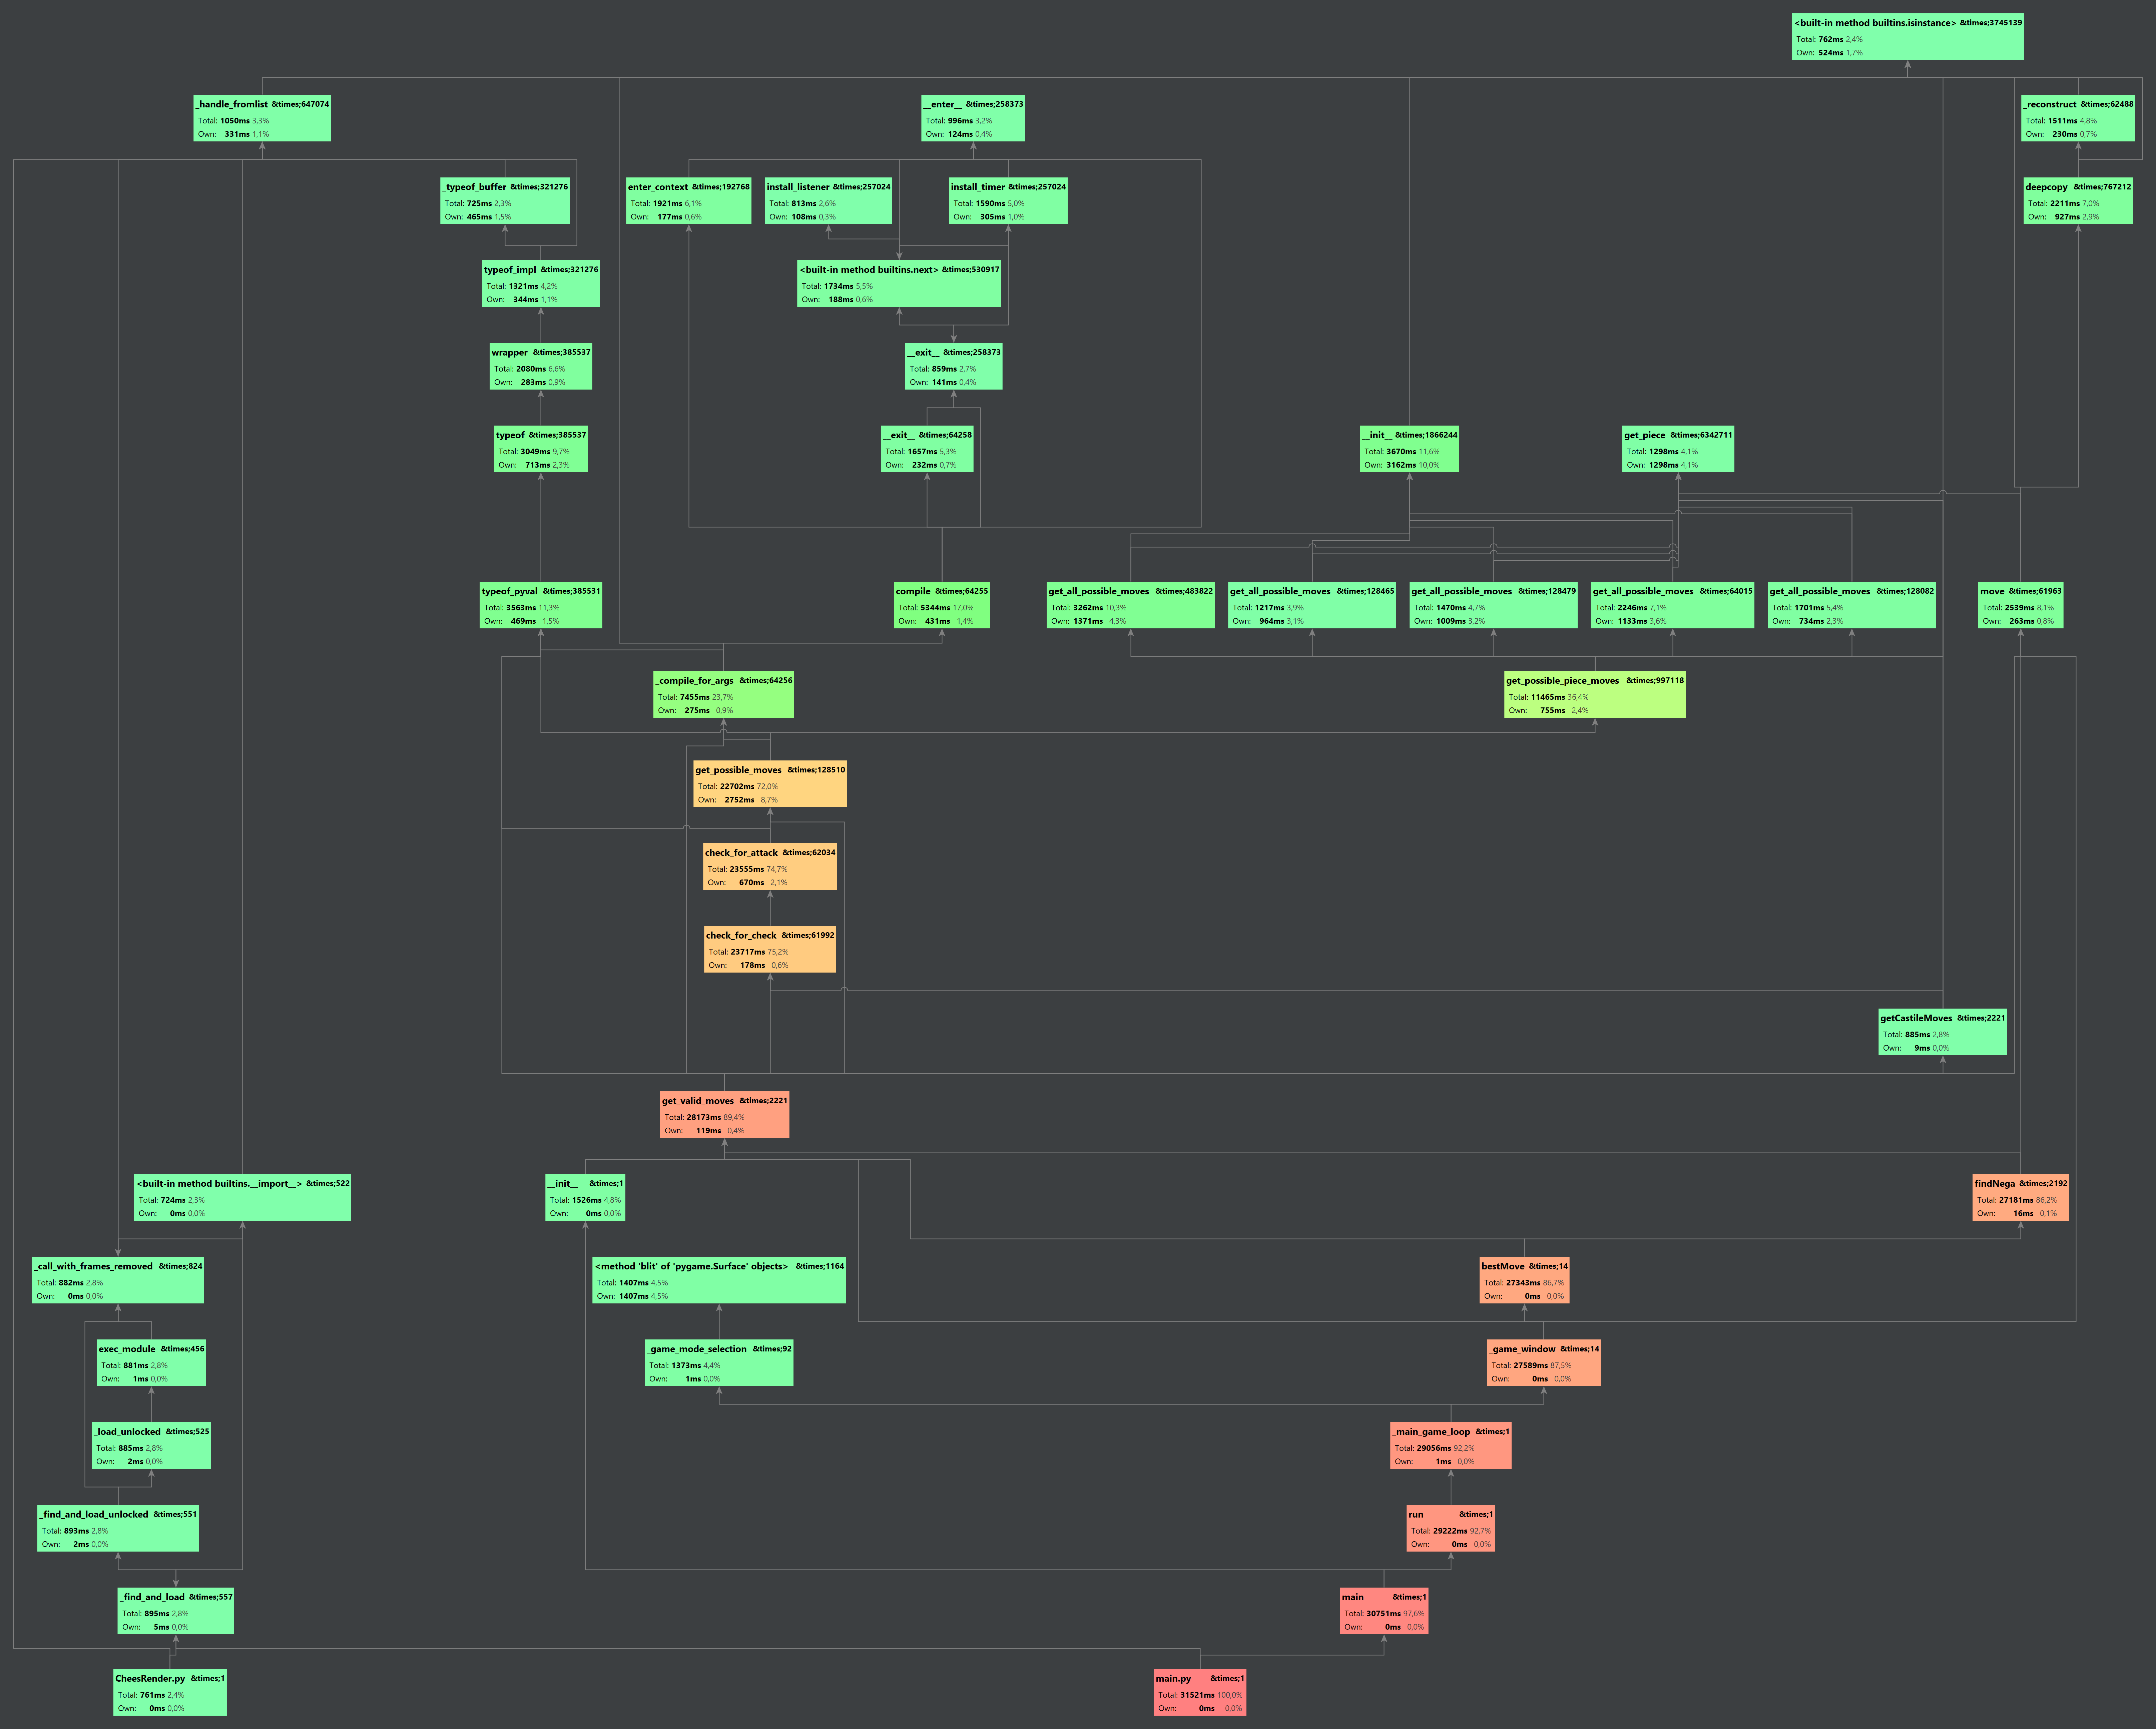 <built-in method builtins.isinstance> &times;3745139
Total: 762ms 2,4%
Own: 524ms 1,7%
_handle_fromlist &times;647074
Total: 1050ms 3,3%
Own: 331ms 1,1%
__enter__ &times;258373
Total: 996ms 3,2%
Own: 124ms 0,4%
_reconstruct &times;62488
Total: 1511ms 4,8%
Own: 230ms 0,7%
_typeof_buffer &times;321276
Total: 725ms 2,3%
Own: 465ms 1,5%
enter_context &times;192768
Total: 1921ms 6,1%
Own: 177ms 0,6%
install_listener &times;257024
Total: 813ms 2,6%
Own: 108ms 0,3%
install_timer &times;257024
Total: 1590ms 5,0%
Own: 305ms 1,0%
deepcopy &times;767212
Total: 2211ms 7,0%
Own: 927ms 2,9%
typeof_impl &times;321276
Total: 1321ms 4,2%
Own: 344ms 1,1%
<built-in method builtins.next> &times;530917
Total: 1734ms 5,5%
Own: 188ms 0,6%
wrapper &times;385537
Total: 2080ms 6,6%
Own: 283ms 0,9%
__exit__ &times;258373
Total: 859ms 2,7%
Own: 141ms 0,4%
typeof &times;385537
Total: 3049ms 9,7%
Own: 713ms 2,3%
__exit__ &times;64258
Total: 1657ms 5,3%
Own: 232ms 0,7%
__init__ &times;1866244
Total: 3670ms 11,6%
Own: 3162ms 10,0%
get_piece &times;6342711
Total: 1298ms 4,1%
Own: 1298ms 4,1%
typeof_pyval &times;385531
Total: 3563ms 11,3%
Own: 469ms 1,5%
compile &times;64255
Total: 5344ms 17,0%
Own: 431ms 1,4%
get_all_possible_moves &times;483822
Total: 3262ms 10,3%
Own: 1371ms 4,3%
get_all_possible_moves &times;128465
Total: 1217ms 3,9%
Own: 964ms 3,1%
get_all_possible_moves &times;128479
Total: 1470ms 4,7%
Own: 1009ms 3,2%
get_all_possible_moves &times;64015
Total: 2246ms 7,1%
Own: 1133ms 3,6%
get_all_possible_moves &times;128082
Total: 1701ms 5,4%
Own: 734ms 2,3%
move &times;61963
Total: 2539ms 8,1%
Own: 263ms 0,8%
_compile_for_args &times;64256
Total: 7455ms 23,7%
Own: 275ms 0,9%
get_possible_piece_moves &times;997118
Total: 11465ms 36,4%
Own: 755ms 2,4%
get_possible_moves &times;128510
Total: 22702ms 72,0%
Own: 2752ms 8,7%
check_for_attack &times;62034
Total: 23555ms 74,7%
Own: 670ms 2,1%
check_for_check &times;61992
Total: 23717ms 75,2%
Own: 178ms 0,6%
getCastileMoves &times;2221
Total: 885ms 2,8%
Own: 9ms 0,0%
get_valid_moves &times;2221
Total: 28173ms 89,4%
Own: 119ms 0,4%
<built-in method builtins.__import__> &times;522
Total: 724ms 2,3%
Own: 0ms 0,0%
__init__ &times;1
Total: 1526ms 4,8%
Own: 0ms 0,0%
findNega &times;2192
Total: 27181ms 86,2%
Own: 16ms 0,1%
_call_with_frames_removed &times;824
Total: 882ms 2,8%
Own: 0ms 0,0%
<method 'blit' of 'pygame.Surface' objects> &times;1164
Total: 1407ms 4,5%
Own: 1407ms 4,5%
bestMove &times;14
Total: 27343ms 86,7%
Own: 0ms 0,0%
exec_module &times;456
Total: 881ms 2,8%
Own: 1ms 0,0%
_game_mode_selection &times;92
Total: 1373ms 4,4%
Own: 1ms 0,0%
_game_window &times;14
Total: 27589ms 87,5%
Own: 0ms 0,0%
_load_unlocked &times;525
Total: 885ms 2,8%
Own: 2ms 0,0%
_main_game_loop &times;1
Total: 29056ms 92,2%
Own: 1ms 0,0%
_find_and_load_unlocked &times;551
Total: 893ms 2,8%
Own: 2ms 0,0%
run &times;1
Total: 29222ms 92,7%
Own: 0ms 0,0%
_find_and_load &times;557
Total: 895ms 2,8%
Own: 5ms 0,0%
main &times;1
Total: 30751ms 97,6%
Own: 0ms 0,0%
CheesRender.py &times;1
Total: 761ms 2,4%
Own: 0ms 0,0%
main.py &times;1
Total: 31521ms 100,0%
Own: 0ms 0,0%